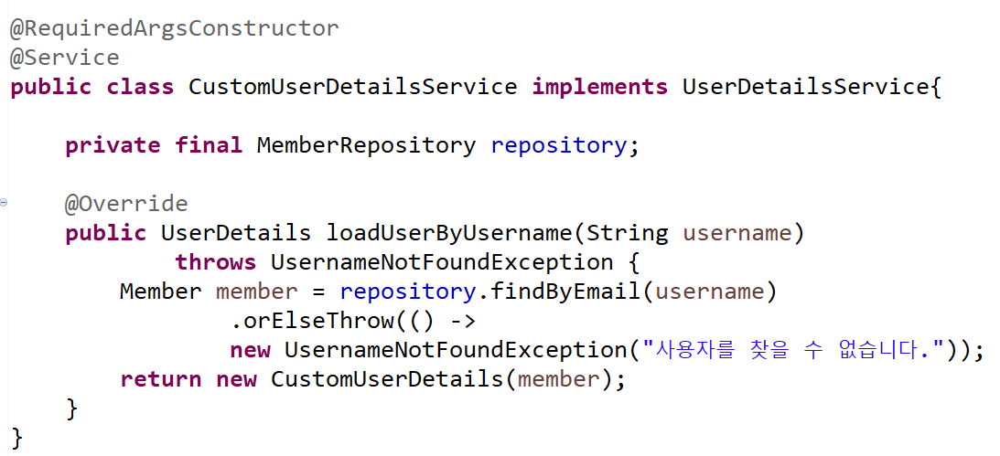 @RequiredArgsConstructor
@Service
public class CustomUserDetailsService implements UserDetailsService{
private final MemberRepository repository;
@Override
public UserDetails loadUserByUsername(String username)
throws UsernameNotFoundException {
Member member = repository.findByEmail(username)
.orElseThrow(() ->
new UsernameNotFoundException("사용자를 찾을 수 없습니다."));
return new CustomUserDetails(member);
}
}